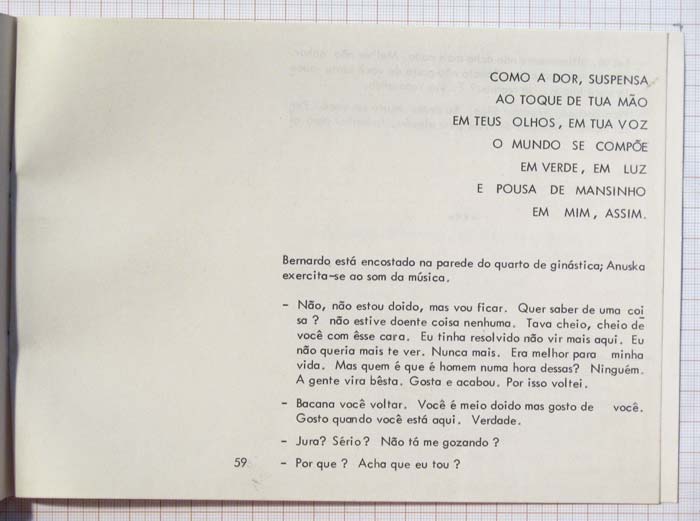 COMO A DOR, SUSPENSA
AO TOQUE DE TUA MÃO
EM TEUS OLHOS, EM TUA VOZ
O MUNDO SE COMPÕE
EM VERDE, EM LUZ
E POUSA DE MANSINHO
EM MIM, ASSIM.
Bernardo está encostado na parede do quarto de ginástica; Anuska
exercita-se ao som da música.
- Não, não estou doido, mas vou ficar. Quer saber de uma coi
sa ? não estive doente coisa nenhuma. Tava cheio, cheio de
você com êsse cara. Eu tinha resolvido não vir mais aqui. Eu
não queria mais te ver. Nunca mais. Era melhor para minha
vida. Mas quem é que é homem numa hora dessas? Ninguém.
A gente vira bêsta. Gosta e acabou. Por isso voltei.
- Bacana você voltar. Você é meio doido mas gosto de você.
Gosto quando você está aqui. Verdade.
- Jura? Sério? Não tá me gozando ?
59 - Por que ? Acha que eu tou ?